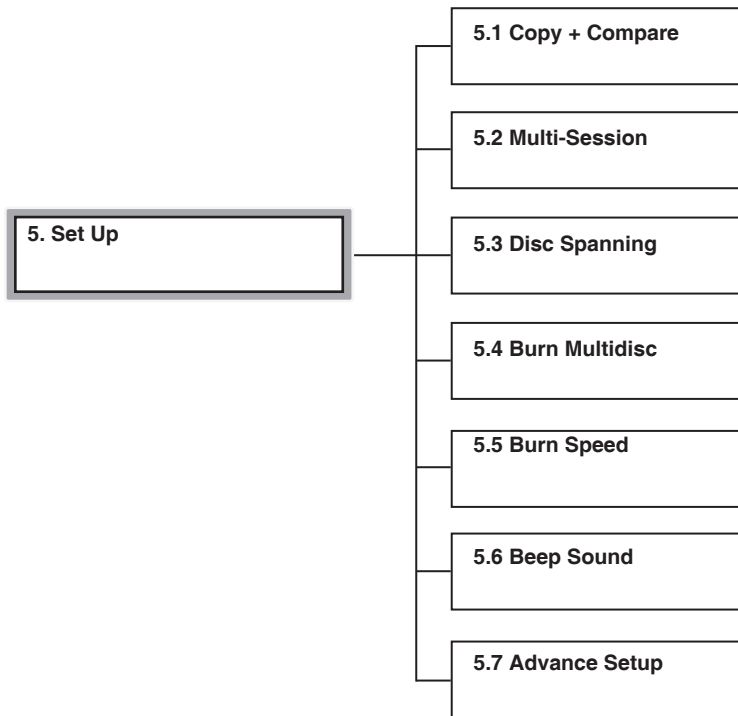 5. Set Up
5.1 Copy + Compare
5.2 Multi-Session
5.3 Disc Spanning
5.4 Burn Multidisc
5.5 Burn Speed
5.6 Beep Sound
5.7 Advance Setup